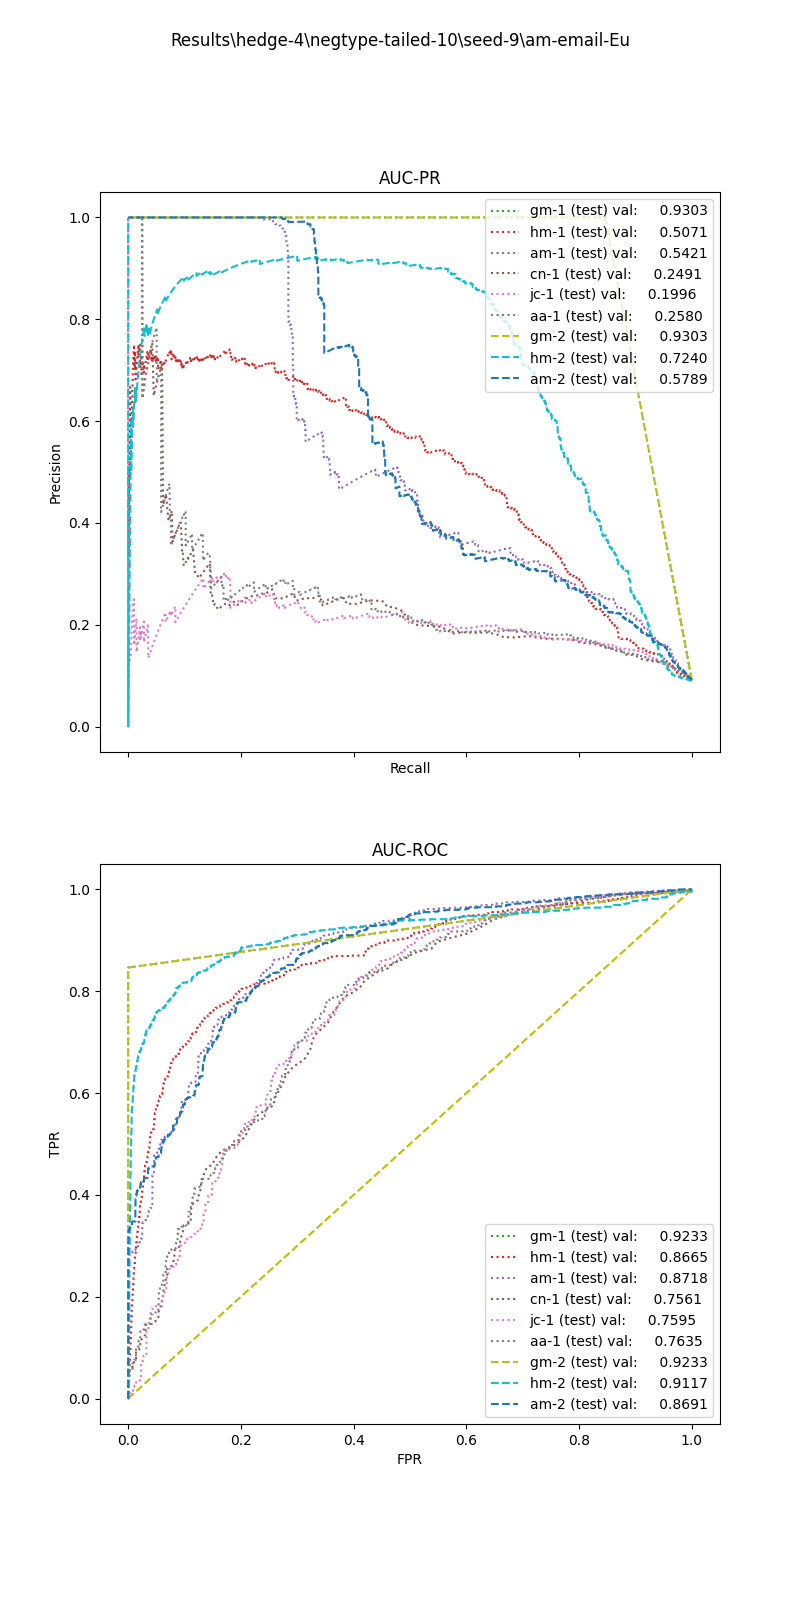 Results\hedge-4\negtype-tailed-10\seed-9\am-email-Eu
AUC-PR
1.0
0.8
0.6
0.4
0.2
0.0
Precision
Recall
gm-1 (test) val: 0.9303
hm-1 (test) val: 0.5071
am-1 (test) val: 0.5421
cn-1 (test) val: 0.2491
jc-1 (test) val: 0.1996
aa-1 (test) val: 0.2580
gm-2 (test) val: 0.9303
hm-2 (test) val: 0.7240
am-2 (test) val: 0.5789
AUC-ROC
1.0
0.8
0.6
0.4
0.2
0.0
TPR
gm-1 (test) val: 0.9233
hm-1 (test) val: 0.8665
am-1 (test) val: 0.8718
cn-1 (test) val: 0.7561
jc-1 (test) val: 0.7595
aa-1 (test) val: 0.7635
gm-2 (test) val: 0.9233
hm-2 (test) val: 0.9117
am-2 (test) val: 0.8691
0.0 0.2 0.4 0.6 0.8 1.0
FPR